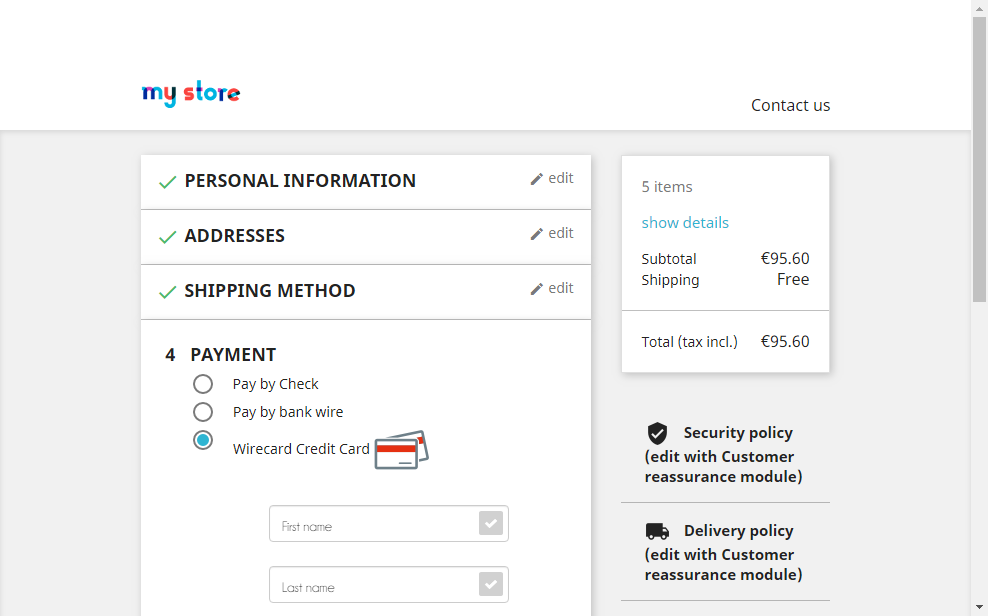 my store
Contact us
PERSONAL INFORMATION
edit
ADDRESSES
edit
SHIPPING METHOD
edit
4 PAYMENT
Pay by Check
Pay by bank wire
Wirecard Credit Card
First name
Last name
5 items
show details
Subtotal €95.60
Shipping Free
Total (tax incl.) €95.60
Security policy
(edit with Customer
reassurance module)
Delivery policy
(edit with Customer
reassurance module)